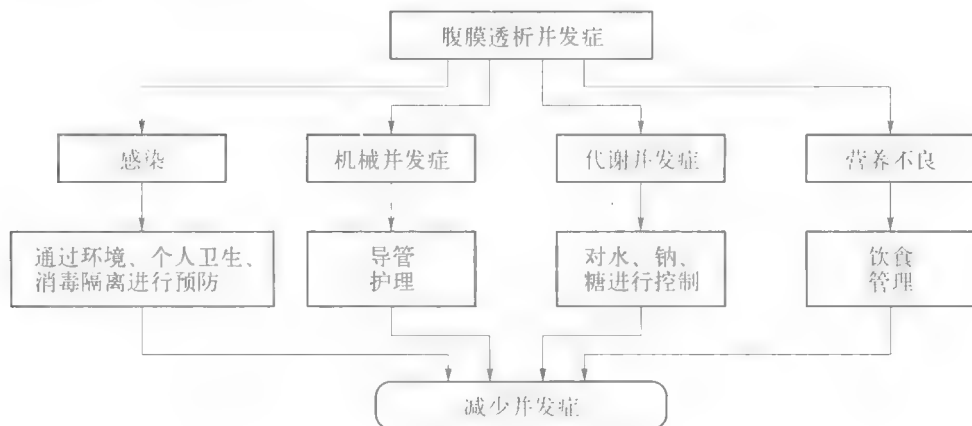 腹膜透析并发症
感染
机械并发症
代谢并发症
营养不良
通过环境、个人卫生、
消毒隔离进行预防
导管
护理
对水、钠、
糖进行控制
饮食
管理
减少并发症